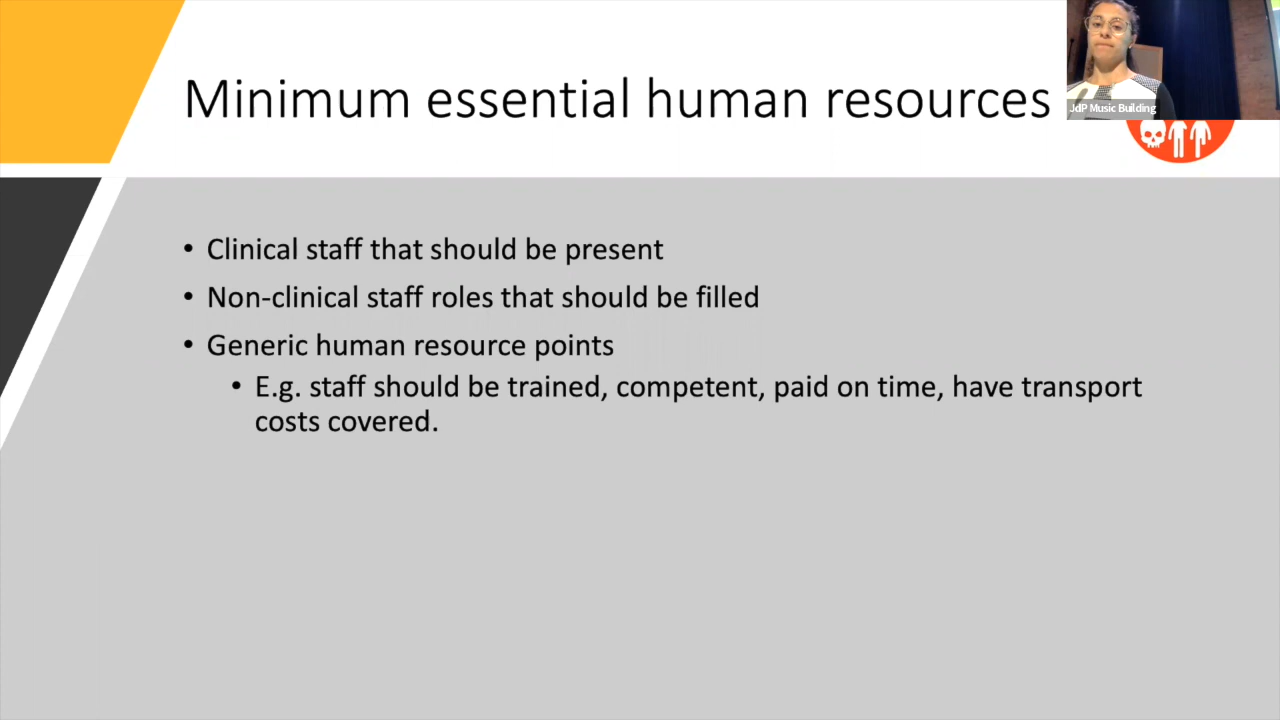 Minimum essential human resources
JdP Music Building
• Clinical staff that should be present
• Non-clinical staff roles that should be filled
• Generic human resource points
• E.g. staff should be trained, competent, paid on time, have transport
costs covered.